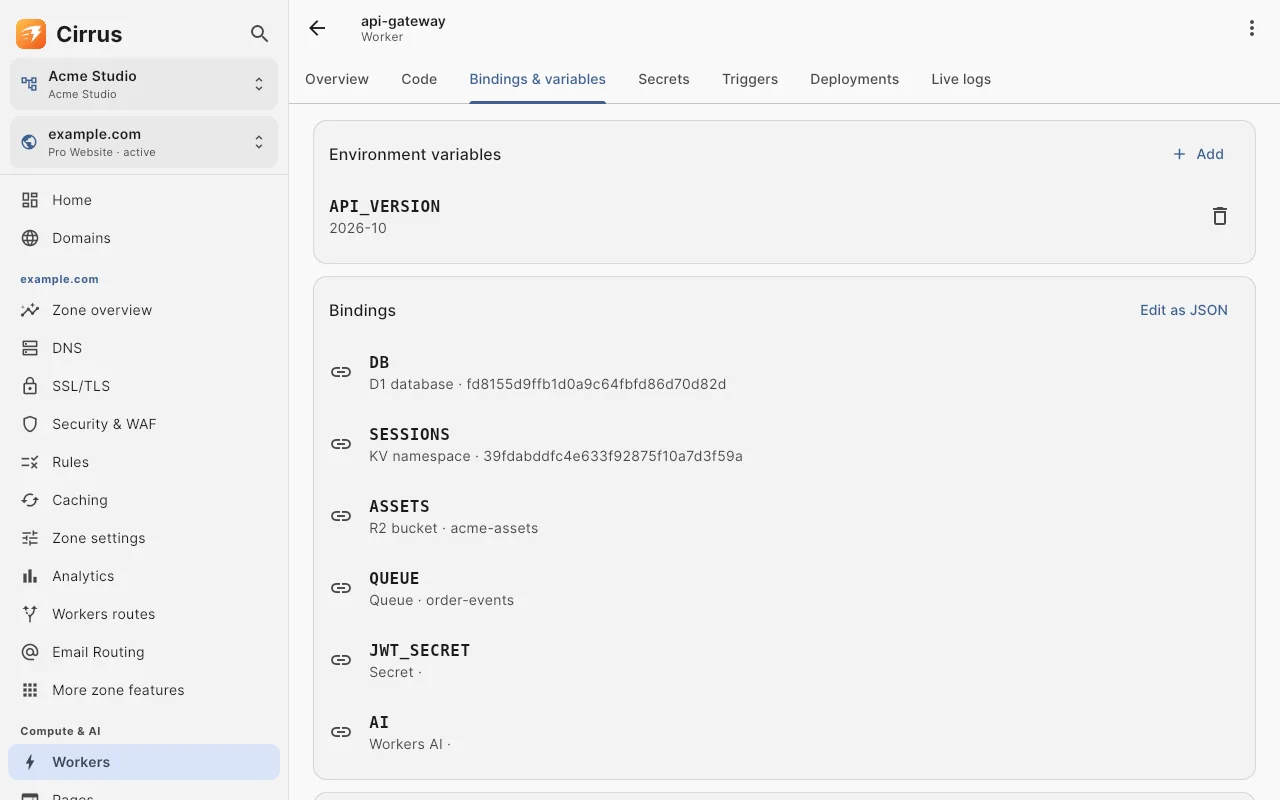 Cirrus
Acme Studio
Acme Studio
example.com
Pro Website · active
Home
Domains
example.com
Zone overview
DNS
SSL/TLS
Security & WAF
Rules
Caching
Zone settings
Analytics
Workers routes
Email Routing
More zone features
Compute & AI
Workers
Pages
api-gateway
Worker
Overview
Code
Bindings & variables
Secrets
Triggers
Deployments
Live logs
Environment variables
Add
API_VERSION
2026-10
Bindings
Edit as JSON
DB
D1 database · fd8155d9ffb1d0a9c64fbfd86d70d82d
SESSIONS
KV namespace · 39fdabddfc4e633f92875f10a7d3f59a
ASSETS
R2 bucket · acme-assets
QUEUE
Queue · order-events
JWT_SECRET
Secret ·
AI
Workers AI ·